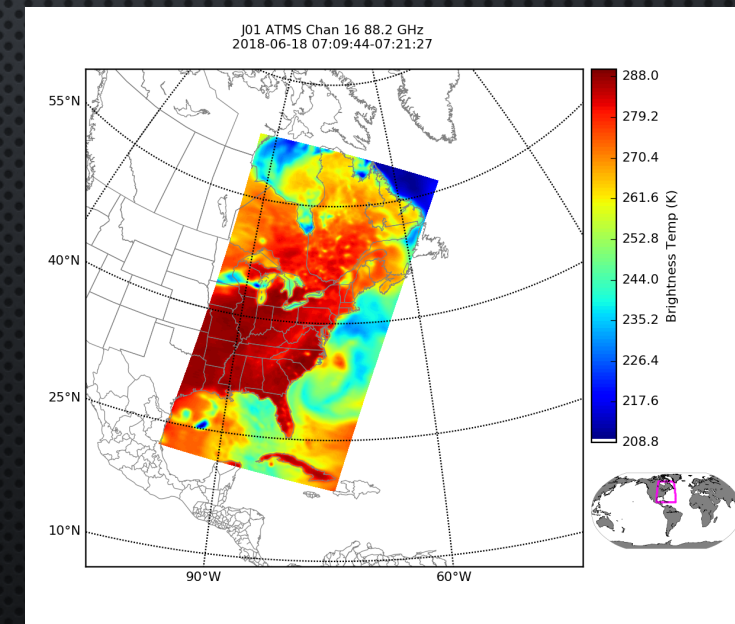 J01 ATMS Chan 16 88.2 GHz
2018-06-18 07:09:44-07:21:27
55°N
40°N
25°N
10°N
90°W
60°W
288.0
279.2
270.4
261.6
252.8
244.0
235.2
226.4
217.6
208.8
Brightness Temp (K)